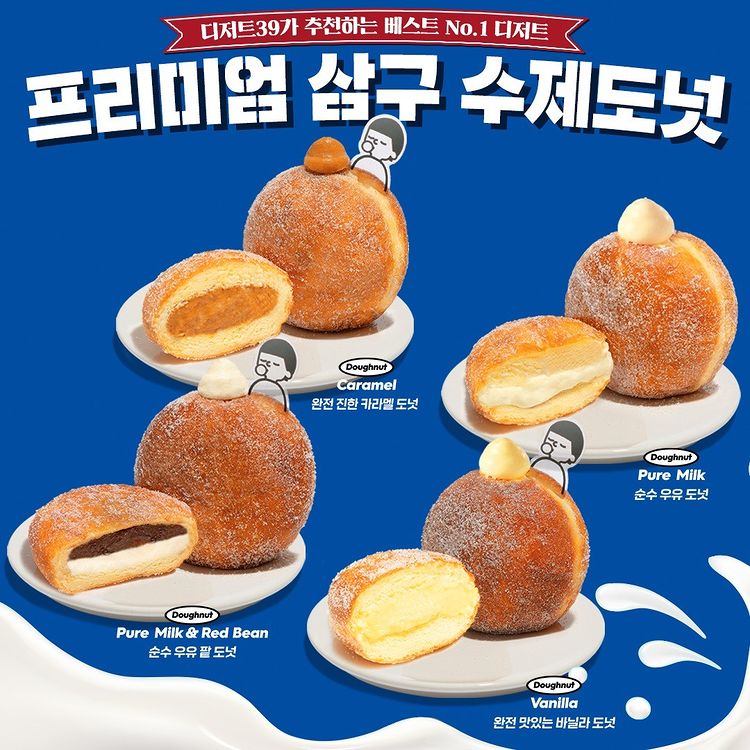 디저트39가 추천하는 베스트 No.1 디저트
프리미엄 삼구 수제도넛
Doughnut
Caramel
완전 진한 카라멜 도넛
Doughnut
Pure Milk
순수 우유 도넛
Doughnut
Pure Milk & Red Bean
순수 우유 팥 도넛
Doughnut
Vanilla
완전 맛있는 바닐라 도넛